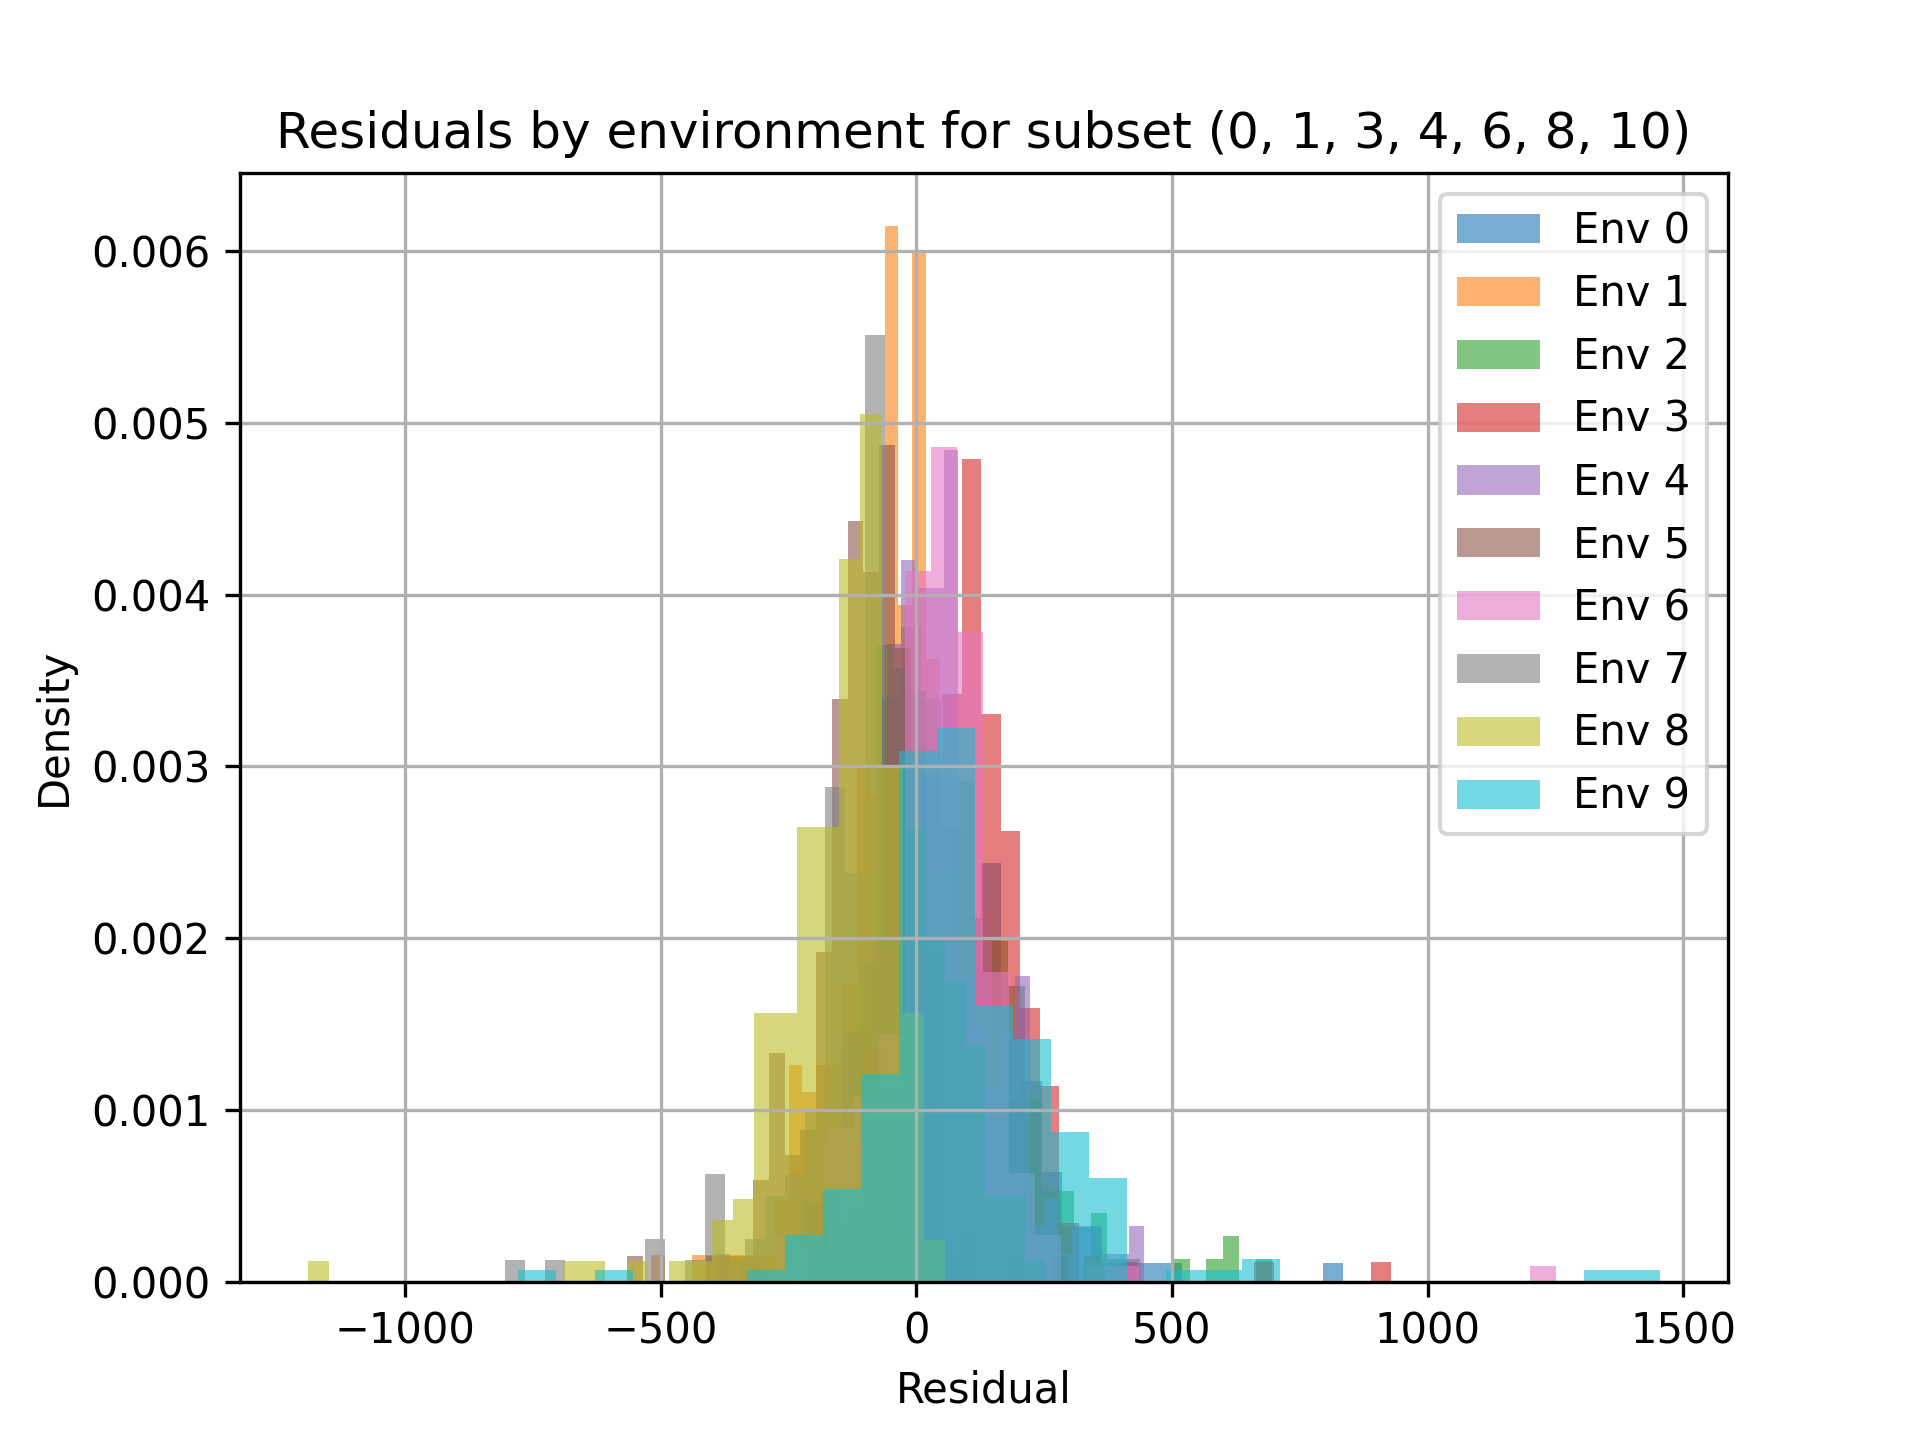 Residuals by environment for subset (0, 1, 3, 4, 6, 8, 10)
0.006
0.005
0.004
0.003
0.002
0.001
0.000
Density
−1000
−500
0
500
1000
1500
Residual
Env 0
Env 1
Env 2
Env 3
Env 4
Env 5
Env 6
Env 7
Env 8
Env 9